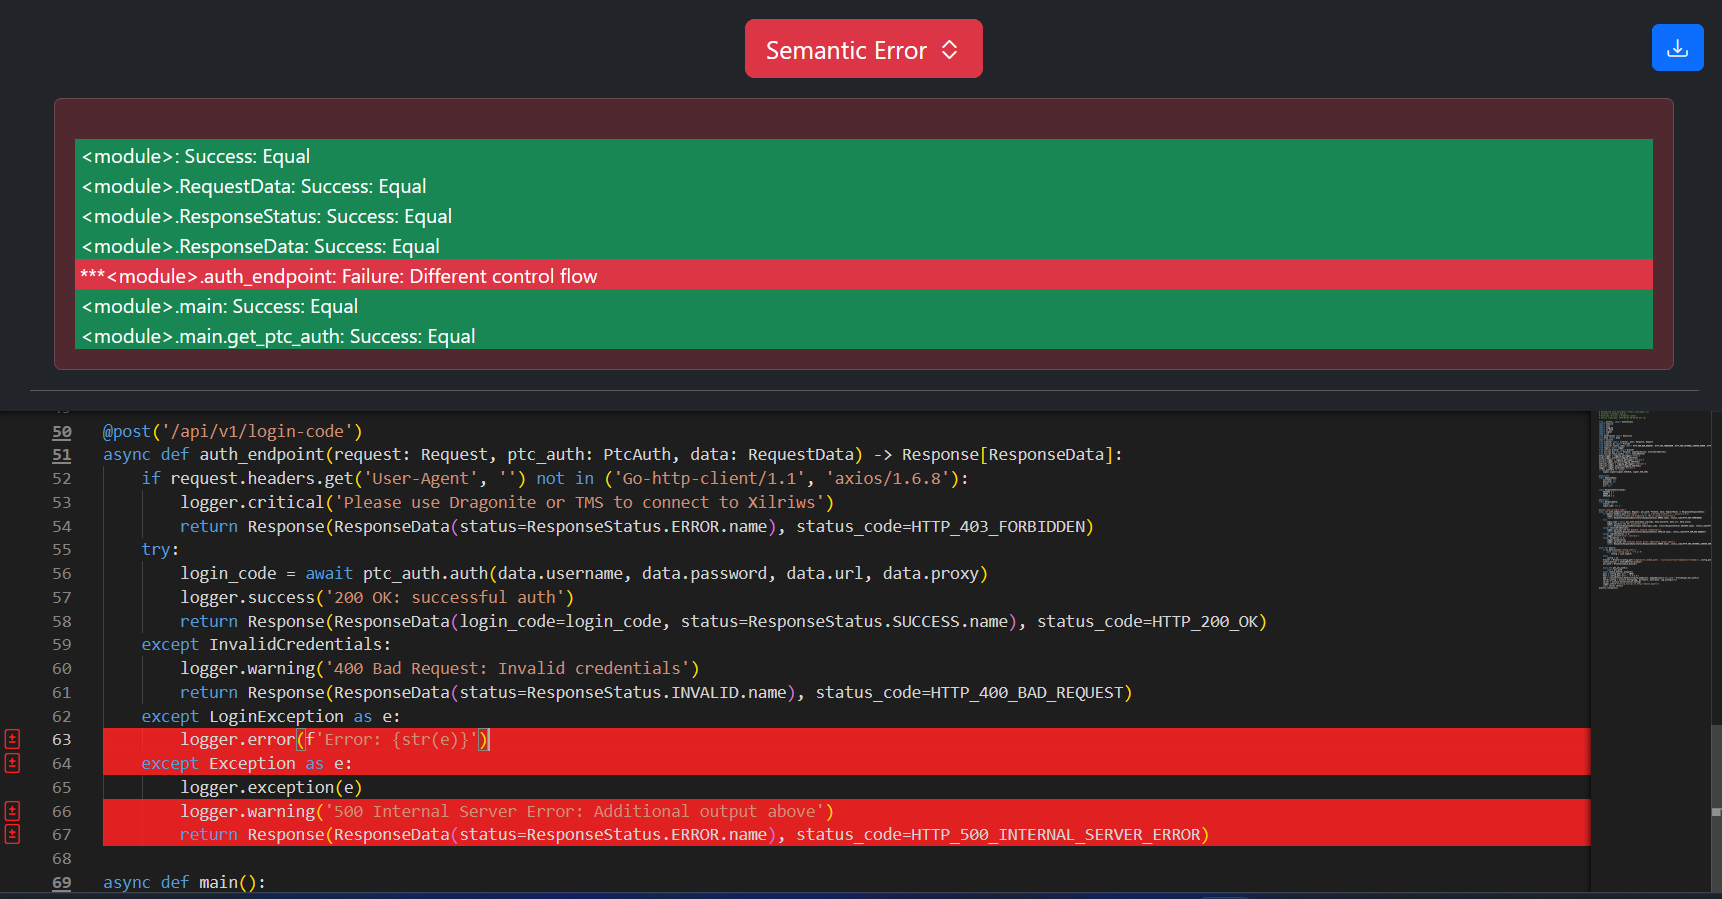 Semantic Error
<module>: Success: Equal
<module>.RequestData: Success: Equal
<module>.ResponseStatus: Success: Equal
<module>.ResponseData: Success: Equal
***<module>.auth_endpoint: Failure: Different control flow
<module>.main: Success: Equal
<module>.main.get_ptc_auth: Success: Equal
50 @post('/api/v1/login-code')
51 async def auth_endpoint(request: Request, ptc_auth: PtcAuth, data: RequestData) -> Response[ResponseData]:
52     if request.headers.get('User-Agent', '') not in ('Go-http-client/1.1', 'axios/1.6.8'):
53         logger.critical('Please use Dragonite or TMS to connect to Xilriws')
54         return Response(ResponseData(status=ResponseStatus.ERROR.name), status_code=HTTP_403_FORBIDDEN)
55     try:
56         login_code = await ptc_auth.auth(data.username, data.password, data.url, data.proxy)
57         logger.success('200 OK: successful auth')
58         return Response(ResponseData(login_code=login_code, status=ResponseStatus.SUCCESS.name), status_code=HTTP_200_OK)
59     except InvalidCredentials:
60         logger.warning('400 Bad Request: Invalid credentials')
61         return Response(ResponseData(status=ResponseStatus.INVALID.name), status_code=HTTP_400_BAD_REQUEST)
62     except LoginException as e:
63         logger.error(f'Error: {str(e)}')
64     except Exception as e:
65         logger.exception(e)
66         logger.warning('500 Internal Server Error: Additional output above')
67         return Response(ResponseData(status=ResponseStatus.ERROR.name), status_code=HTTP_500_INTERNAL_SERVER_ERROR)
68
69 async def main():